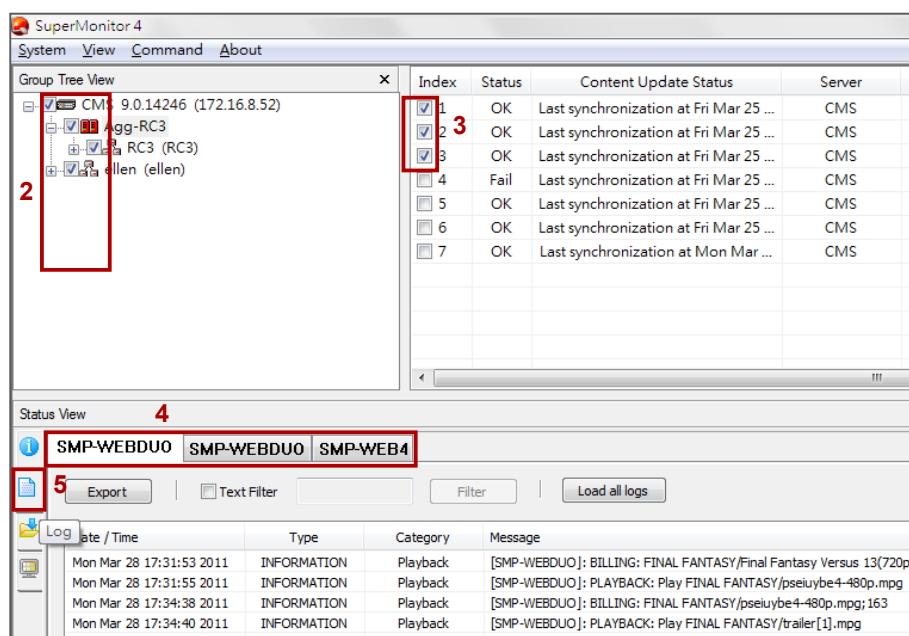 SuperMonitor 4
System View Command About
Group Tree View
CMS 9.0.14246 (172.16.8.52)
Agg-RC3
RC3 (RC3)
ellen (ellen)
2
Index Status Content Update Status Server
1 OK Last synchronization at Fri Mar 25 ... CMS
2 OK Last synchronization at Fri Mar 25 ... CMS
3
3 OK Last synchronization at Fri Mar 25 ... CMS
4 Fail Last synchronization at Fri Mar 25 ... CMS
5 OK Last synchronization at Fri Mar 25 ... CMS
6 OK Last synchronization at Fri Mar 25 ... CMS
7 OK Last synchronization at Mon Mar ... CMS
Status View
4
SMP-WEBDUO SMP-WEBDUO SMP-WEB4
5
Export Text Filter Filter Load all logs
Log
ate / Time Type Category Message
Mon Mar 28 17:31:53 2011 INFORMATION Playback [SMP-WEBDUO]: BILLING: FINAL FANTASY/Final Fantasy Versus 13(720p
Mon Mar 28 17:31:55 2011 INFORMATION Playback [SMP-WEBDUO]: PLAYBACK: Play FINAL FANTASY/pseiuybe4-480p.mpg
Mon Mar 28 17:34:38 2011 INFORMATION Playback [SMP-WEBDUO]: BILLING: FINAL FANTASY/pseiuybe4-480p.mpg;163
Mon Mar 28 17:34:40 2011 INFORMATION Playback [SMP-WEBDUO]: PLAYBACK: Play FINAL FANTASY/trailer[1].mpg